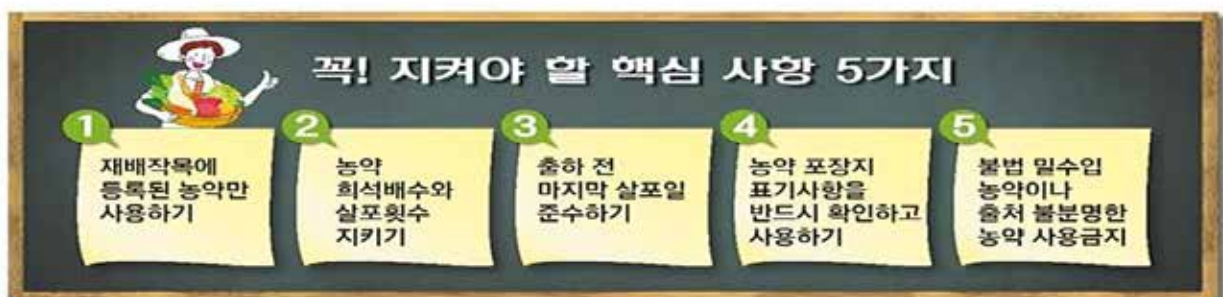 꼭! 지켜야 할 핵심 사항 5가지
1
재배작목에
등록된 농약만
사용하기
2
농약
희석배수와
살포횟수
지키기
3
출하 전
마지막 살포일
준수하기
4
농약 포장지
표기사항을
반드시 확인하고
사용하기
5
불법 밀수입
농약이나
출처 불분명한
농약 사용금지